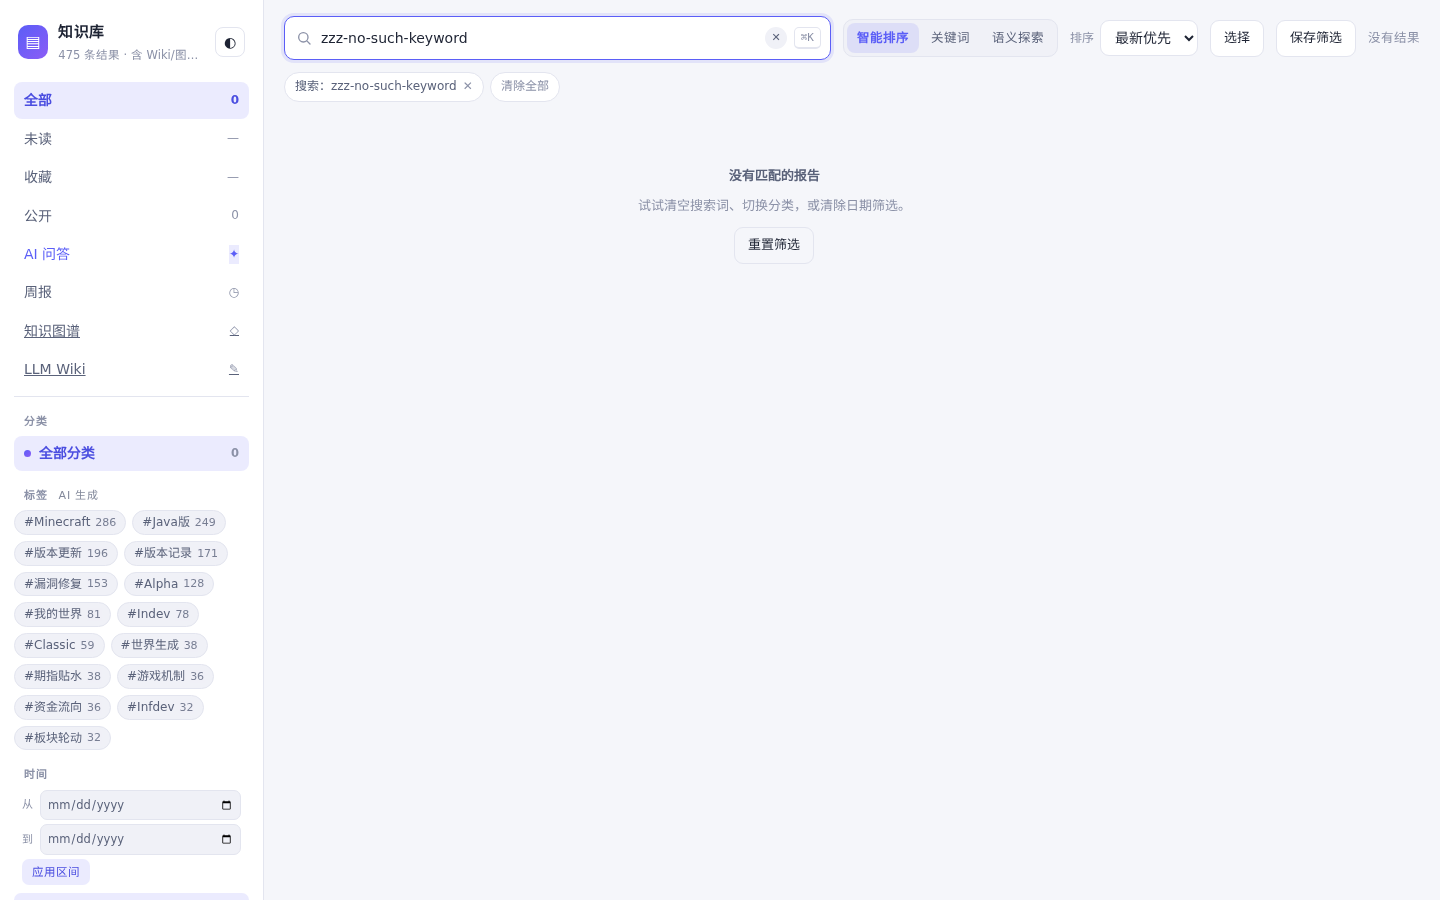 知识库
475 条结果 · 含 Wiki/图…
全部 0
未读 —
收藏 —
公开 0
AI 问答 ✦
周报 ◷
知识图谱 ◇
LLM Wiki ✎
分类
全部分类 0
标签 AI 生成
#Minecraft 286 #Java版 249
#版本更新 196 #版本记录 171
#漏洞修复 153 #Alpha 128
#我的世界 81 #Indev 78
#Classic 59 #世界生成 38
#期指贴水 38 #游戏机制 36
#资金流向 36 #Infdev 32
#板块轮动 32
时间
从 mm/dd/yyyy
到 mm/dd/yyyy
应用区间
zzz-no-such-keyword ✕ ⌘K 智能排序 关键词 语义探索 排序 最新优先 选择 保存筛选 没有结果
搜索：zzz-no-such-keyword ✕ 清除全部
没有匹配的报告
试试清空搜索词、切换分类，或清除日期筛选。
重置筛选